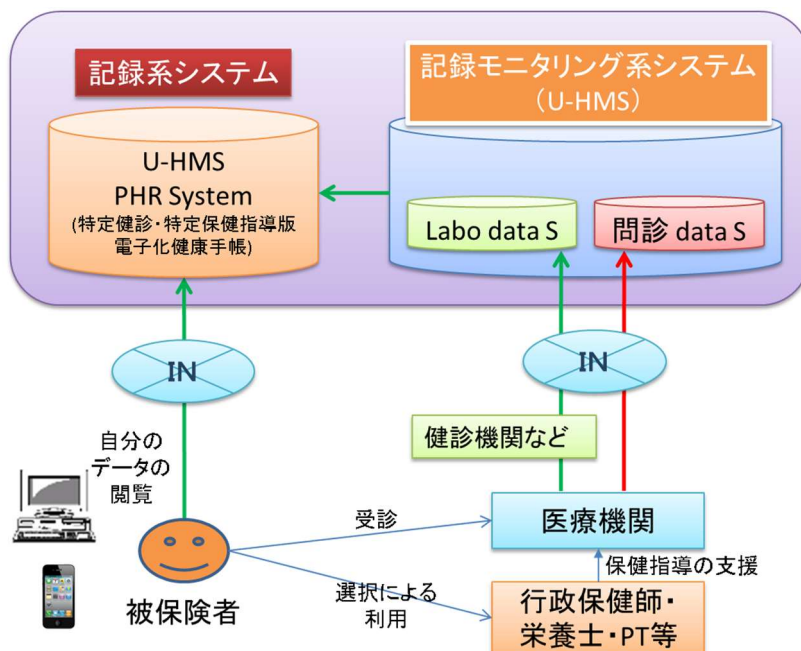 記録系システム
記録モニタリング系システム
（U-HMS）
U-HMS
PHR System
(特定健診・特定保健指導版
電子化健康手帳)
Labo data S
問診 data S
IN
IN
健診機関など
自分の
データの
閲覧
受診
医療機関
保健指導の支援
選択による
利用
被保険者
行政保健師・
栄養士・PT等